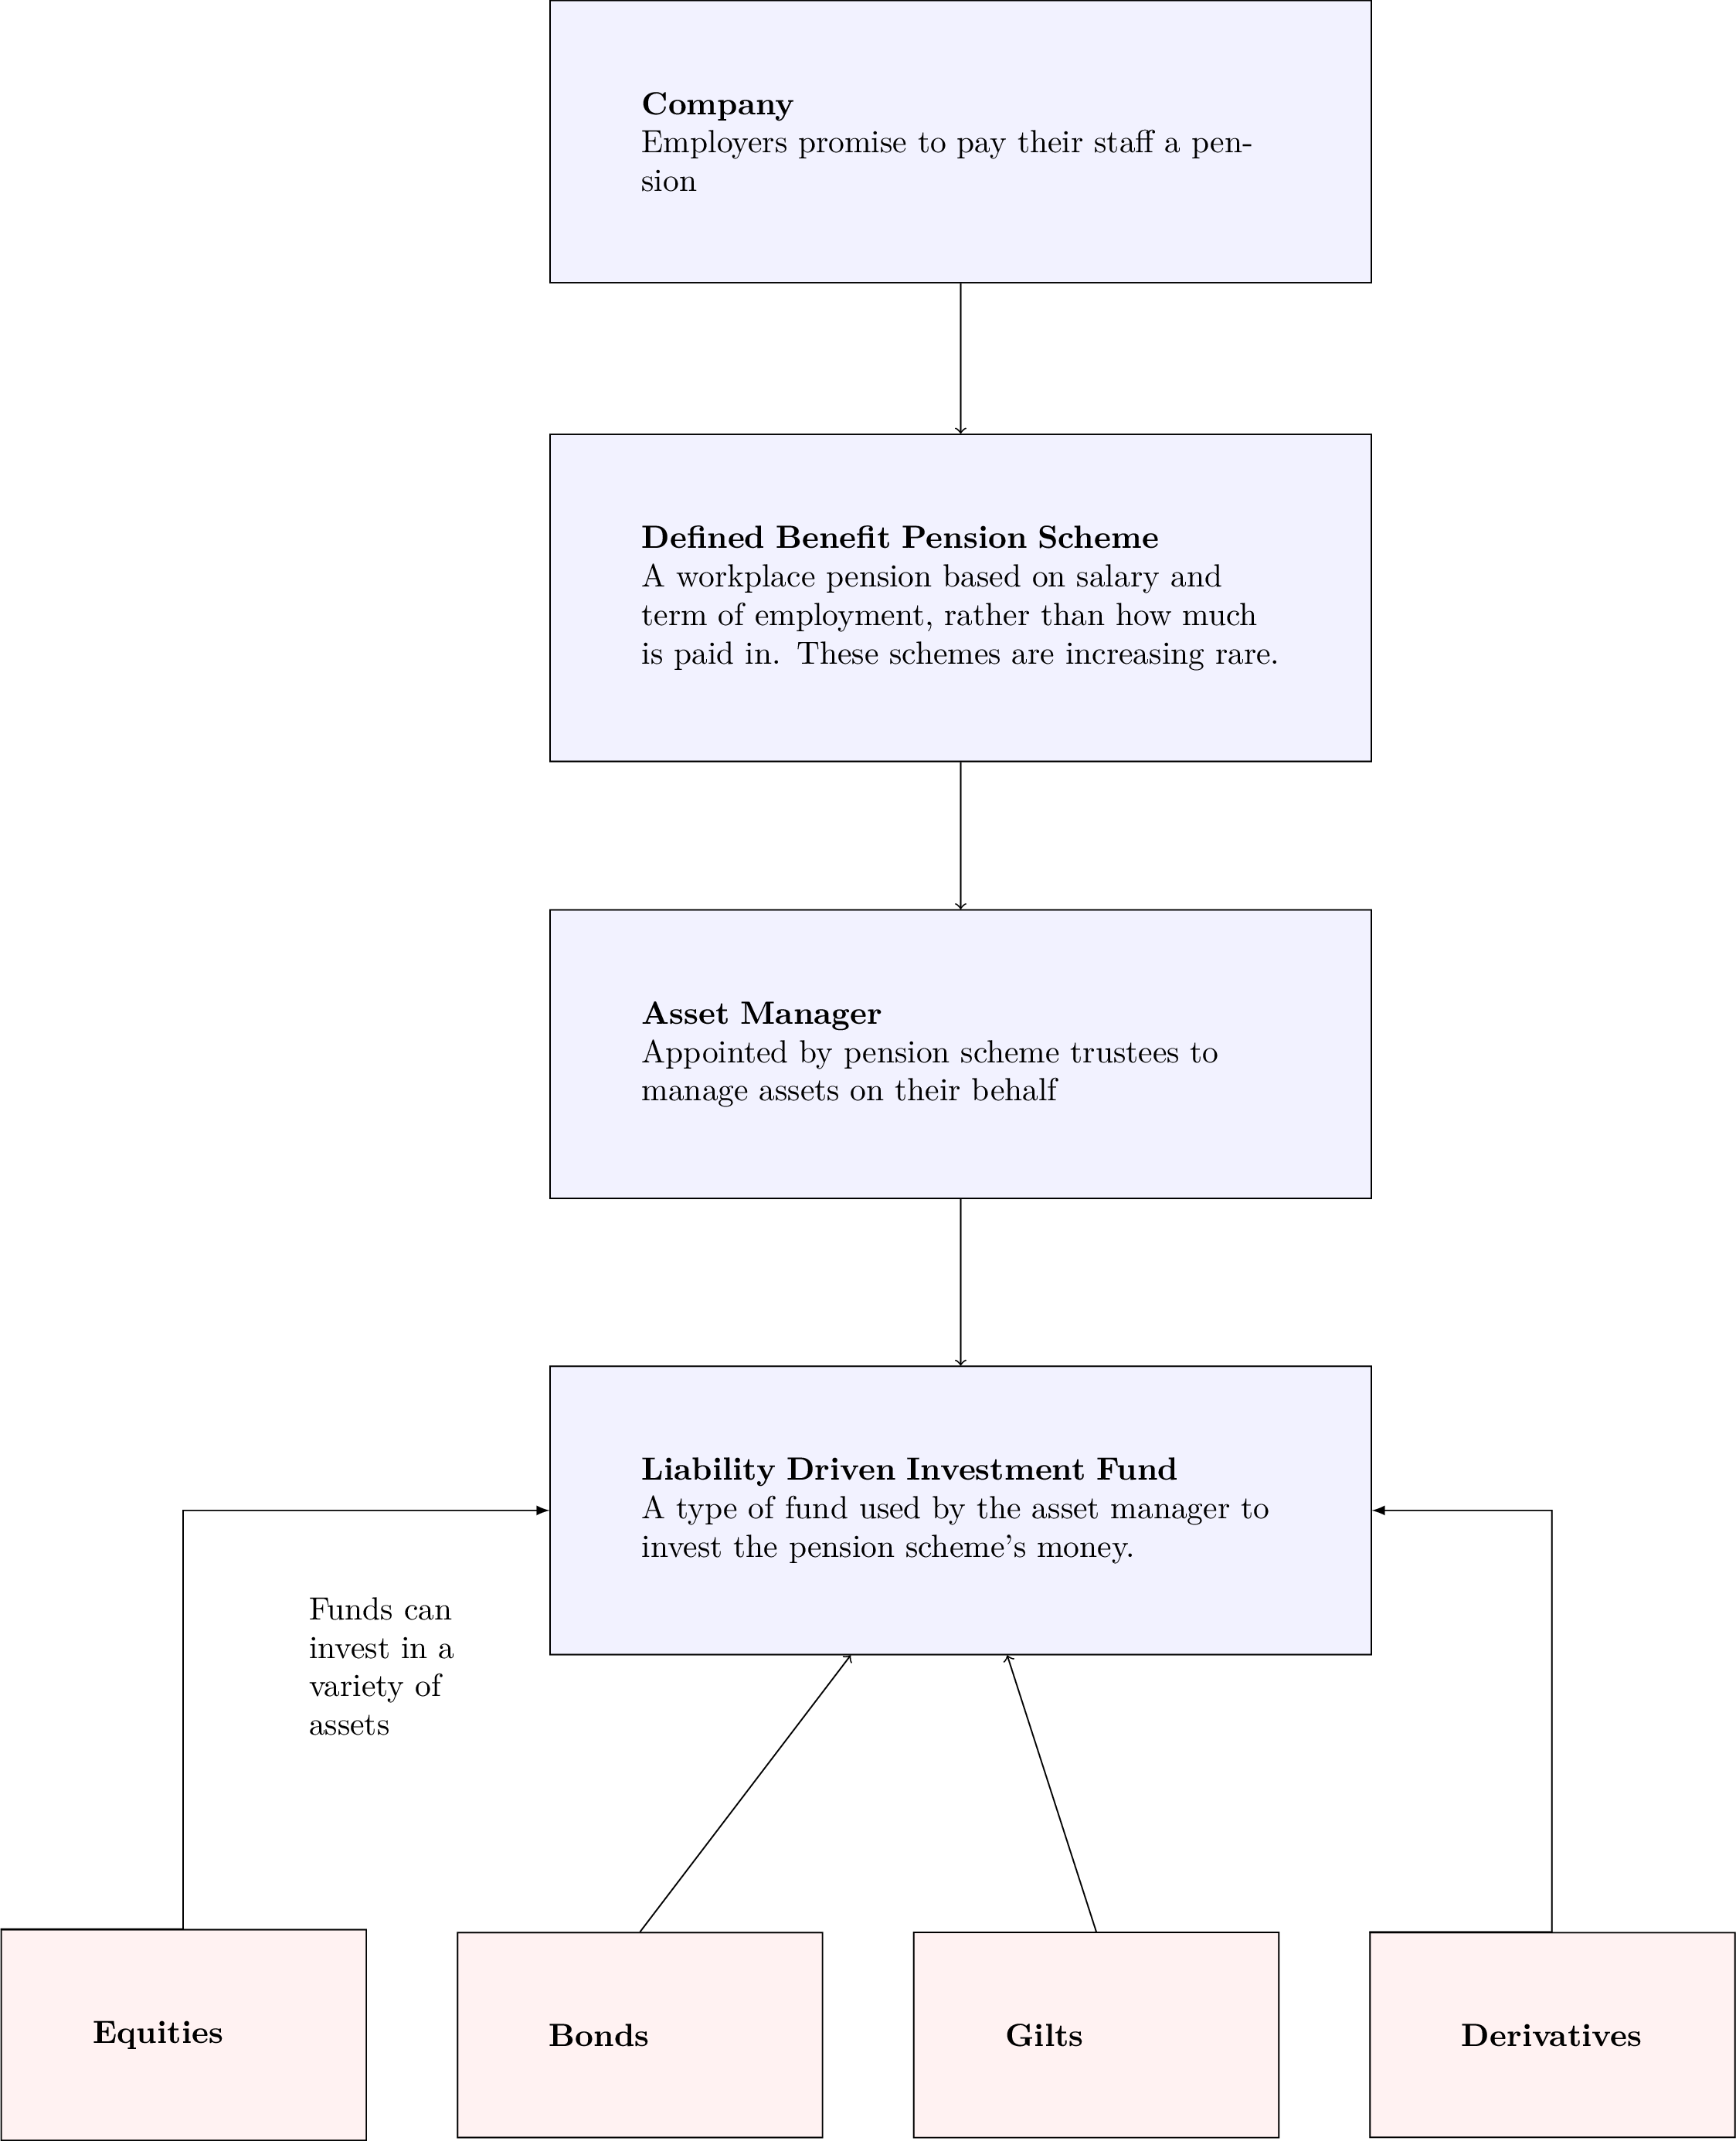 Company
Employers promise to pay their staff a pen-
sion
Defined Benefit Pension Scheme
A workplace pension based on salary and
term of employment, rather than how much
is paid in. These schemes are increasing rare.
Asset Manager
Appointed by pension scheme trustees to
manage assets on their behalf
Liability Driven Investment Fund
A type of fund used by the asset manager to
invest the pension scheme's money.
Funds can
invest in a
variety of
assets
Equities
Bonds
Gilts
Derivatives